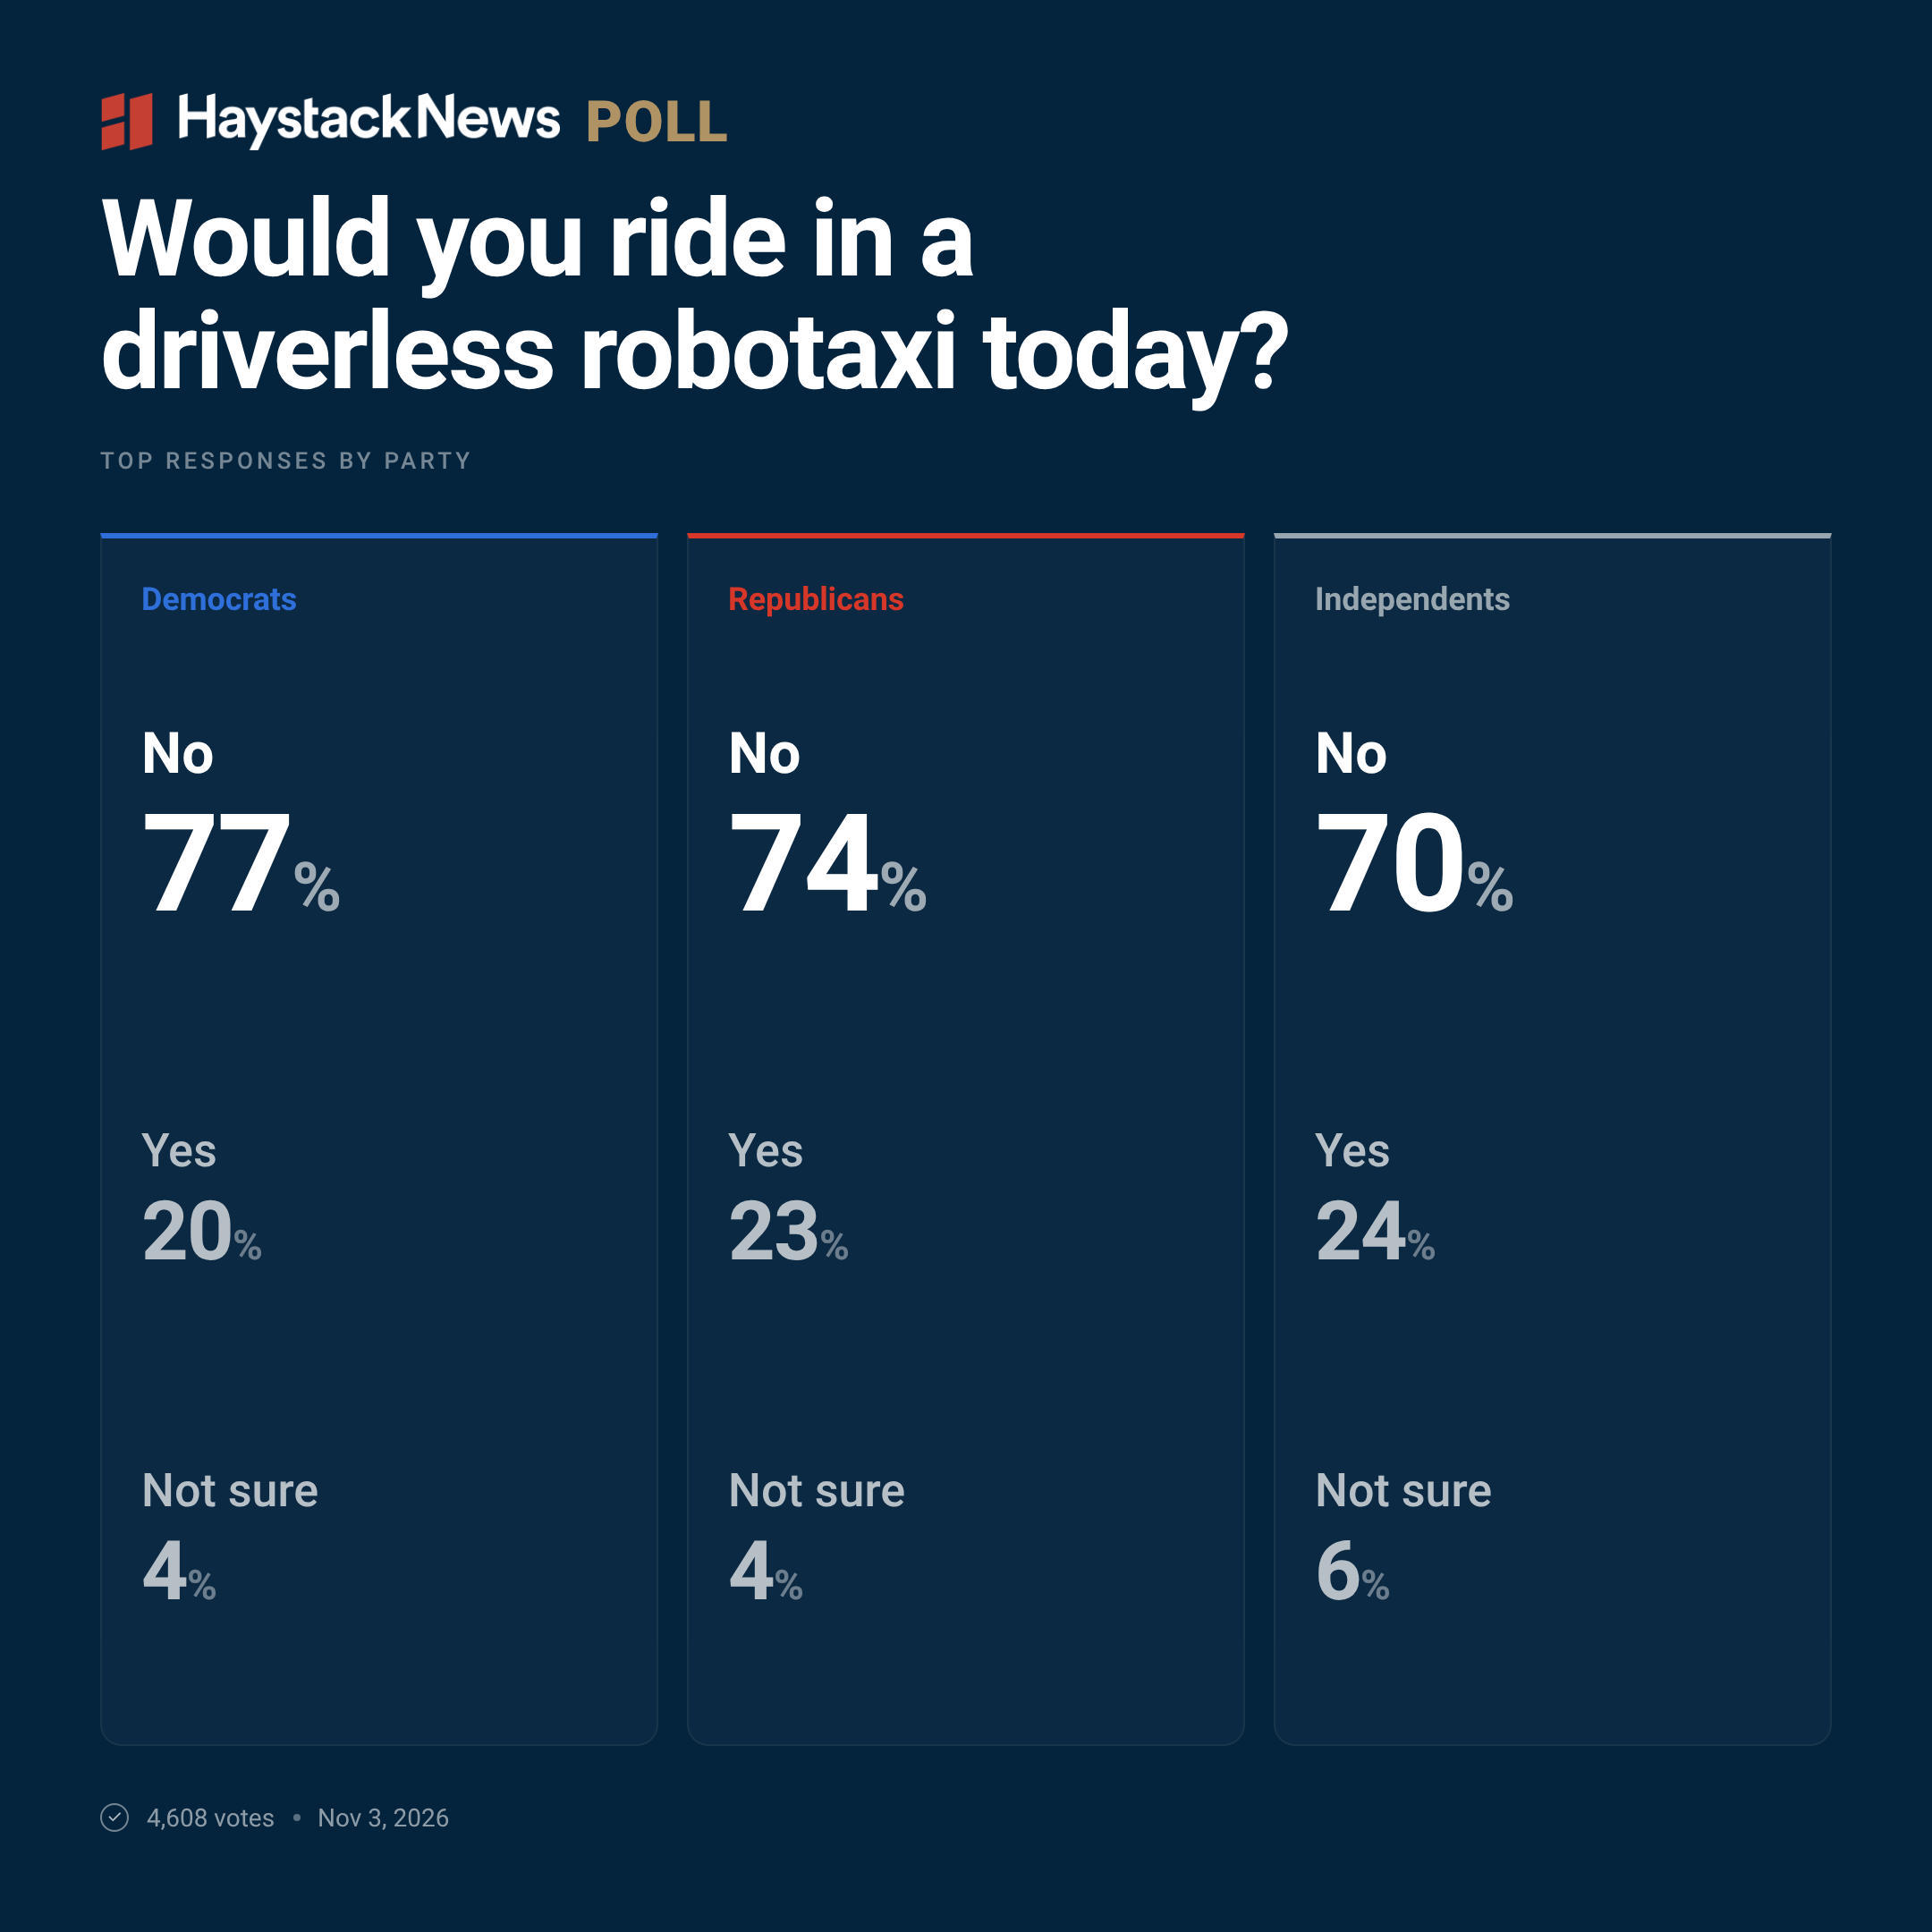 HaystackNews POLL
Would you ride in a
driverless robotaxi today?
TOP RESPONSES BY PARTY
Democrats
No
77%
Yes
20%
Not sure
4%
Republicans
No
74%
Yes
23%
Not sure
4%
Independents
No
70%
Yes
24%
Not sure
6%
4,608 votes • Nov 3, 2026